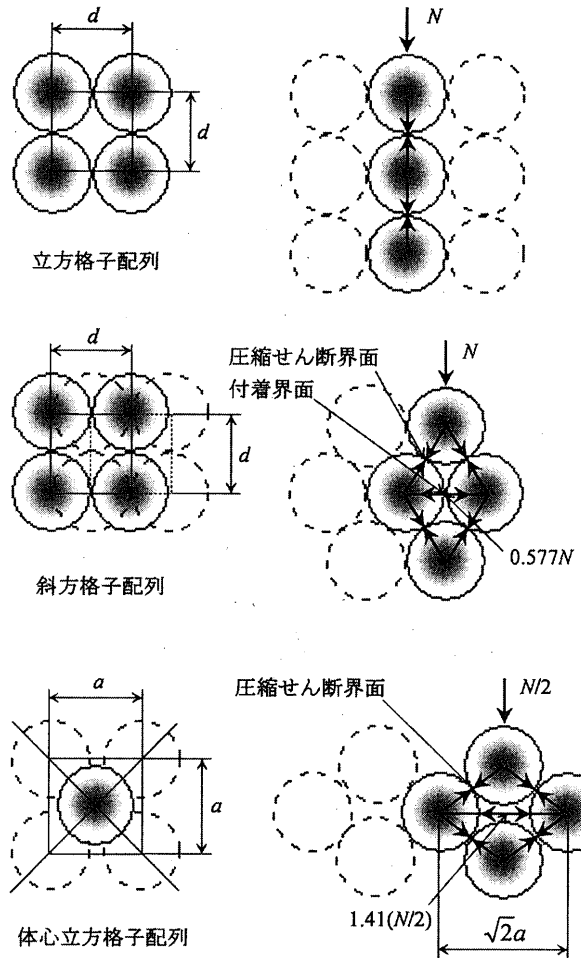 d
d
N
立方格子配列
d
d
圧縮せん断界面
付着界面
N
0.577N
斜方格子配列
a
a
圧縮せん断界面
N/2
1.41(N/2)
√2a
体心立方格子配列